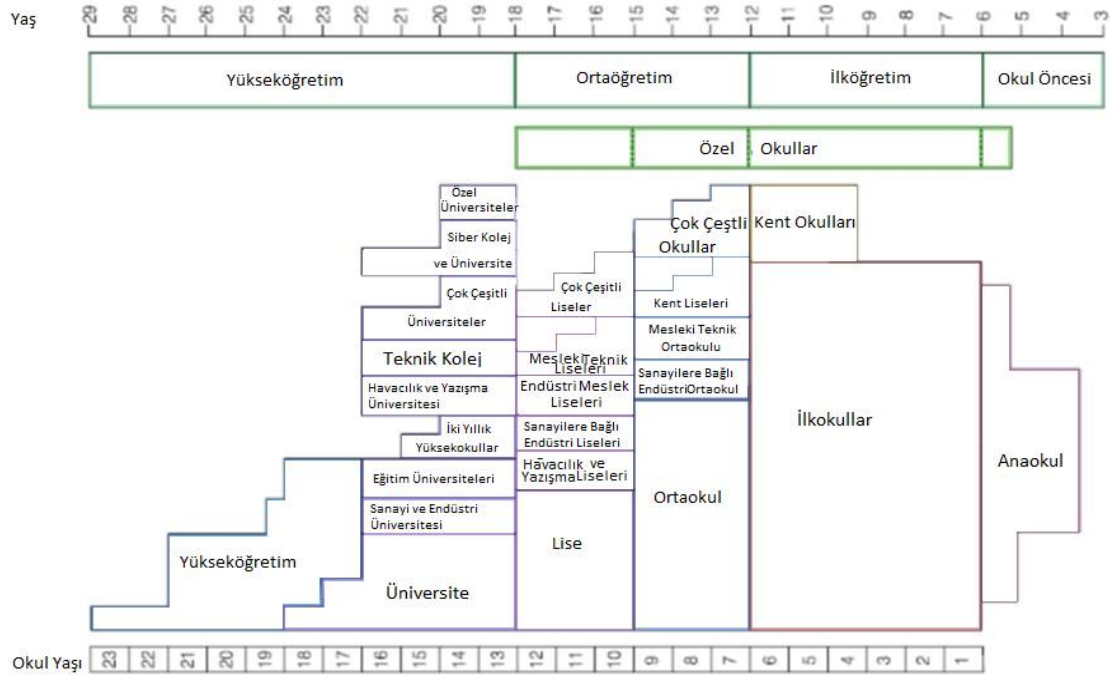 Yaş
29 28 27 26 25 24 23 22 21 20 19 18 17 16 15 14 13 12 11 10 9 8 7 6 5 4 3
Yükseköğretim Ortaöğretim İlköğretim Okul Öncesi
Özel Okullar
Özel
Üniversiteler
Siber Kolej
ve Üniversite
Çok Çeşitli
Üniversiteler
Teknik Kolej
Havacılık ve Yazışma
Üniversitesi
İki Yıllık
Yüksekokullar
Eğitim Üniversiteleri
Sanayi ve Endüstri
Üniversitesi
Yükseköğretim
Üniversite
Çok Çeşitli
Liseler
Mesleki Teknik
Liseleri
Endüstri Meslek
Liseleri
Sanayilere Bağlı
Endüstri Liseleri
Havacılık ve
Yazışma Liseleri
Lise
Çok Çeştli
Okullar
Kent Liseleri
Mesleki Teknik
Ortaokulu
Sanayilere Bağlı
Endüstri Ortaokul
Ortaokul
Kent Okulları
İlkokullar
Anaokul
Okul Yaşı 23 22 21 20 19 17 16 15 14 13 12 11 10 9 8 7 6 5 4 3 2 1